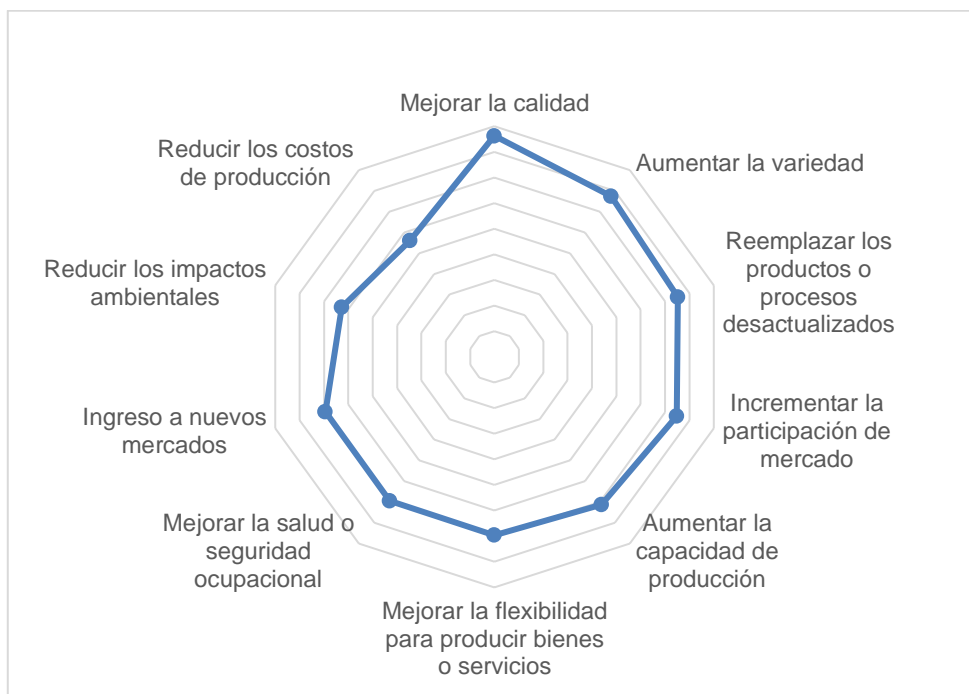 Mejorar la calidad
Aumentar la variedad
Reemplazar los
productos o
procesos
desactualizados
Incrementar la
participación de
mercado
Aumentar la
capacidad de
producción
Mejorar la flexibilidad
para producir bienes
o servicios
Mejorar la salud o
seguridad
ocupacional
Ingreso a nuevos
mercados
Reducir los impactos
ambientales
Reducir los costos
de producción